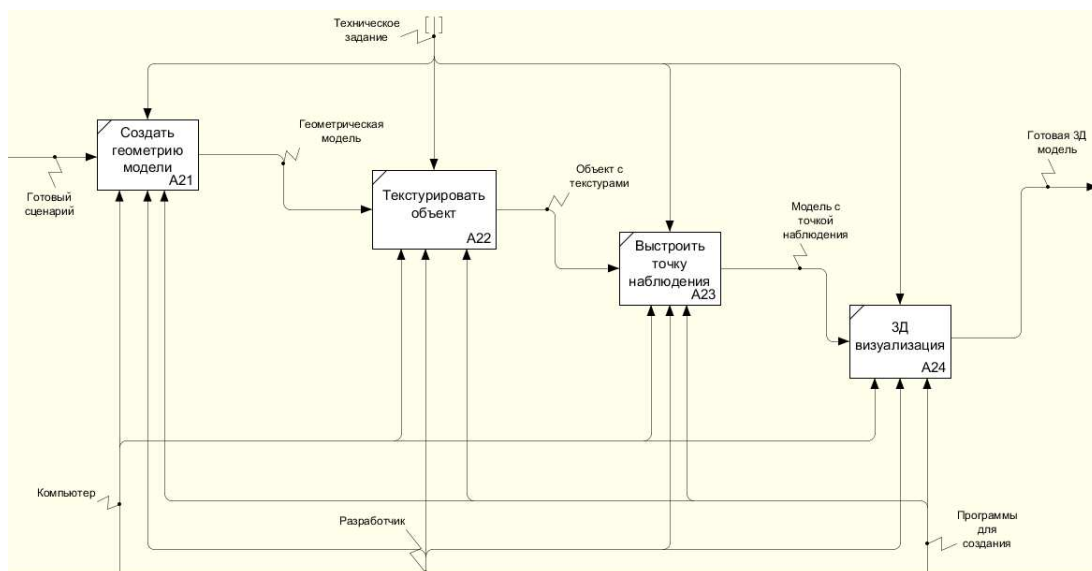 Техническое
задание
[ ]
Создать
геометрию
модели
A21
Готовый
сценарий
Геометрическая
модель
Текстурировать
объект
A22
Объект с
текстурами
Выстроить
точку
наблюдения
A23
Модель с
точкой
наблюдения
3Д
визуализация
A24
Готовая 3Д
модель
Компьютер
Разработчик
Программы
для
создания